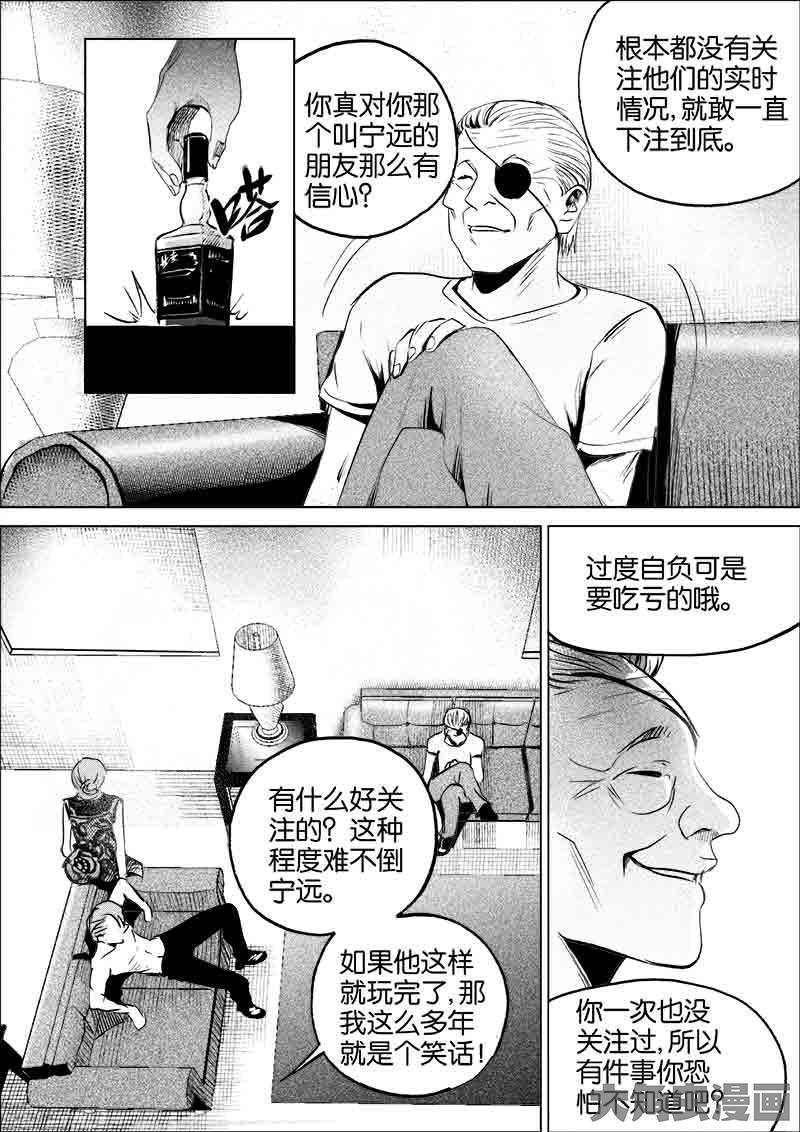 根本都没有关
注他们的实时
情况,就敢一直
下注到底。
你真对你那
个叫宁远的
朋友那么有
信心?
嗒
过度自负可是
要吃亏的哦。
有什么好关
注的?这种
程度难不倒
宁远。
如果他这样
就玩完了,那
我这么多年
就是个笑话!
你一次也没
关注过,所以
有件事你恐
怕不知道吧?
漫画